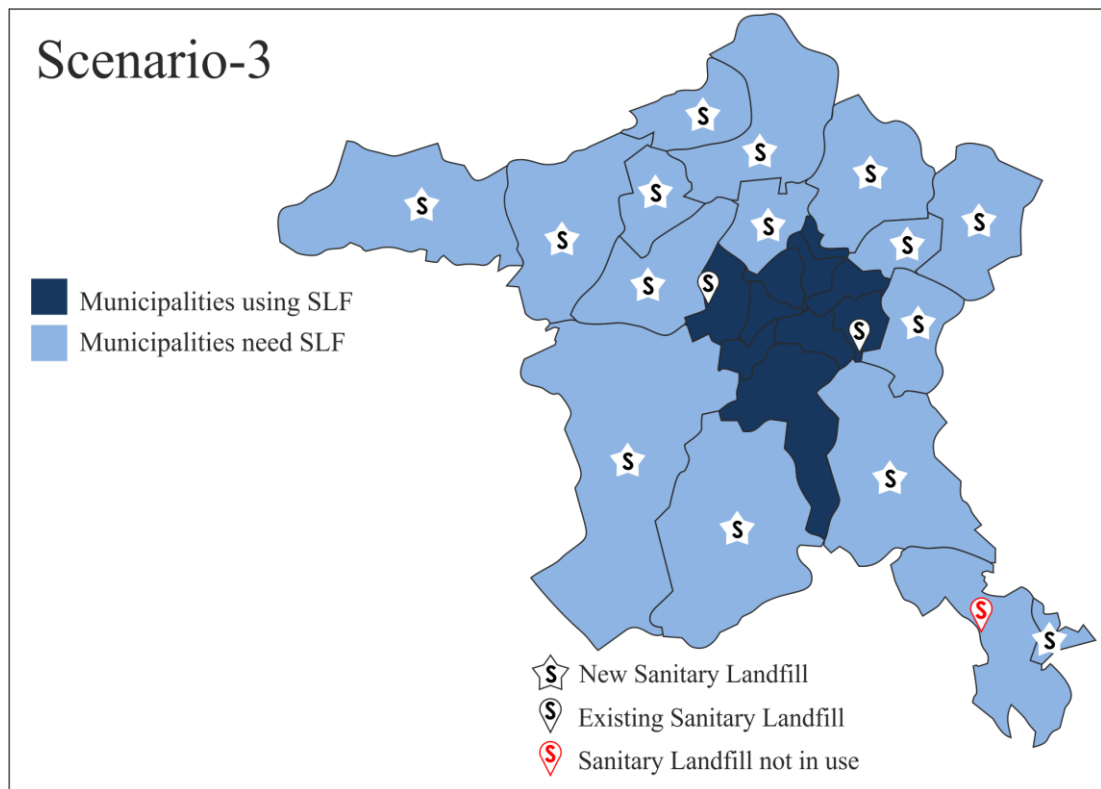 Scenario-3
S
S
S
S
S
S
S
S
S
S
S
Municipalities using SLF
S
S
Municipalities need SLF
S
S
S
S
S
S New Sanitary Landfill
S Existing Sanitary Landfill
S Sanitary Landfill not in use